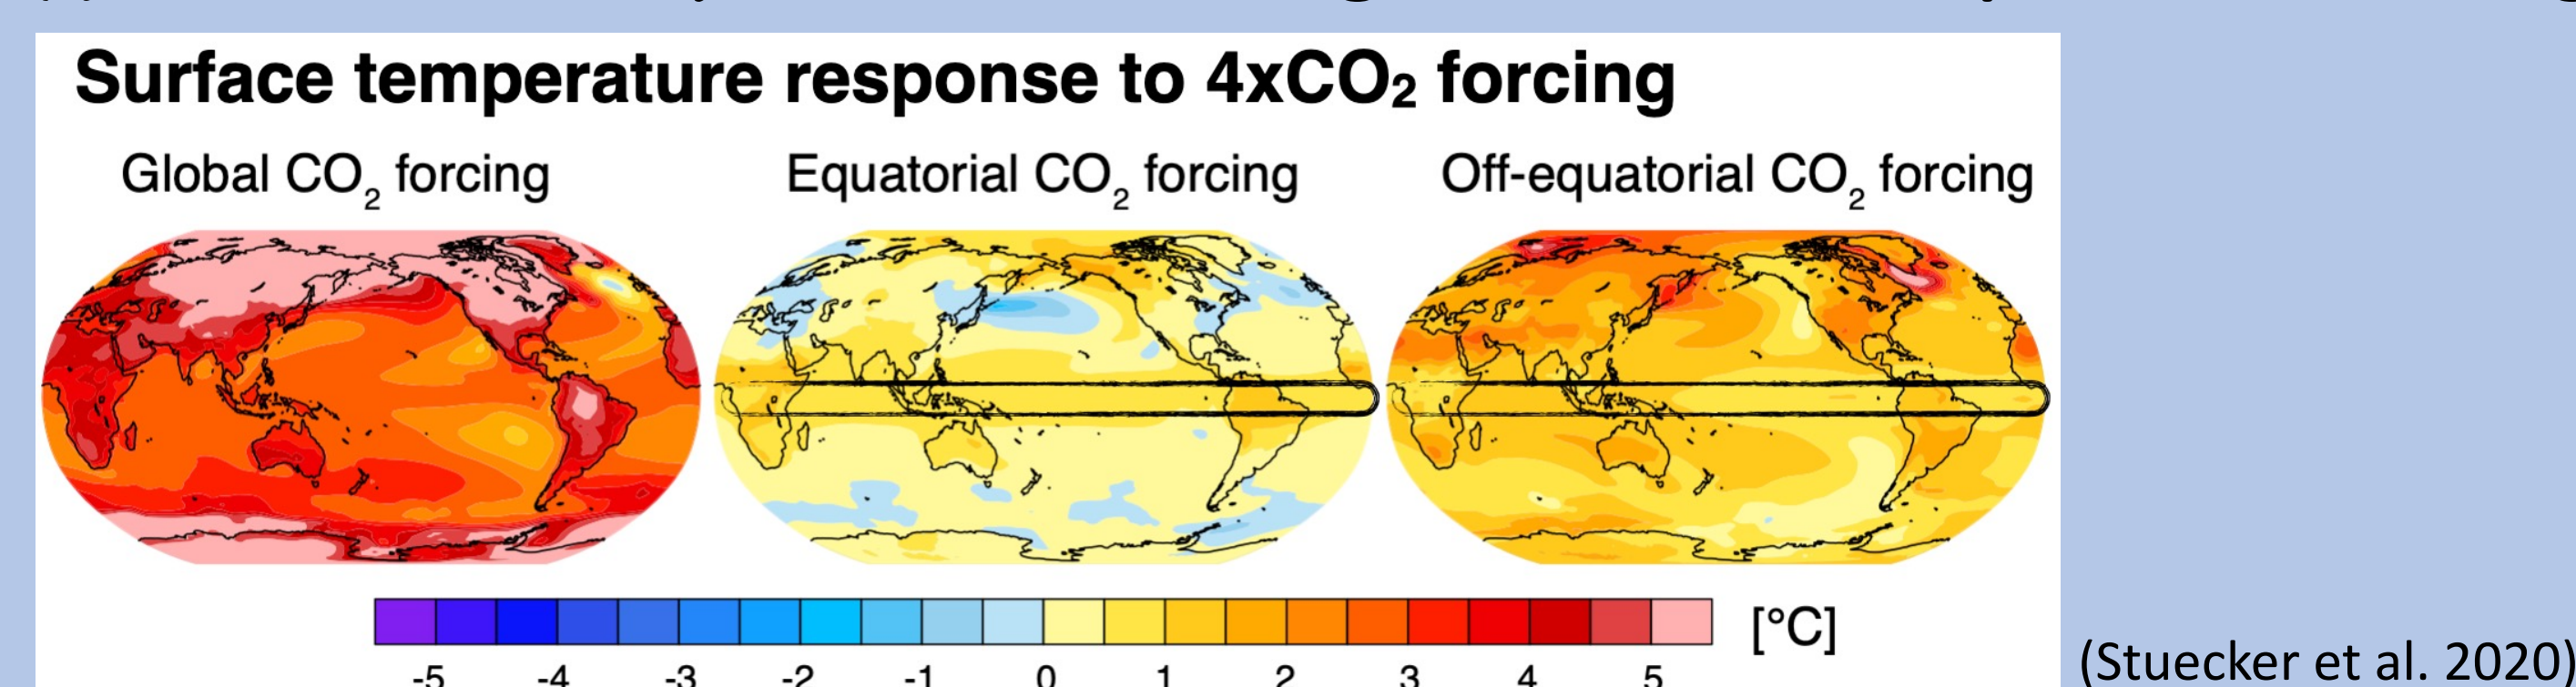 Surface temperature response to 4xCO₂ forcing
Global CO₂ forcing
Equatorial CO₂ forcing
Off-equatorial CO₂ forcing
[°C]
-5 -4 -3 -2 -1 0 1 2 3 4 5
(Stuecker et al. 2020)